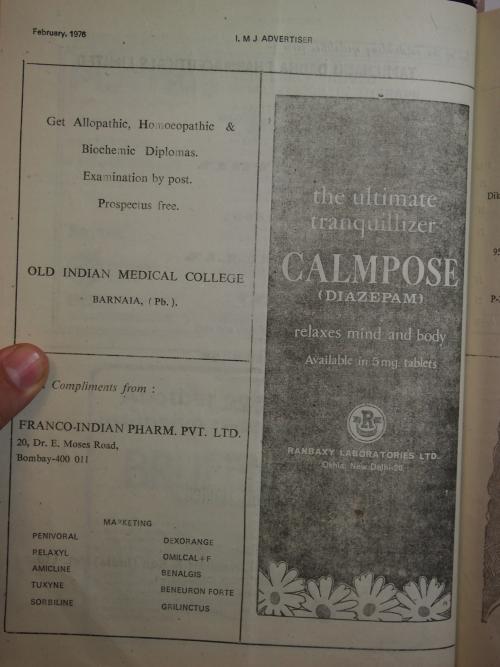 February, 1976
I. M J ADVERTISER
Get Allopathic, Homoeopathic &
Biochemic Diplomas.
Examination by post.
Prospectus free.
OLD INDIAN MEDICAL COLLEGE
BARNAIA, ( Pb. ).
Compliments from :
FRANCO-INDIAN PHARM. PVT. LTD.
20, Dr. E. Moses Road,
Bombay-400 011
MARKETING
PENIVORAL
RELAXYL
AMICLINE
TUXYNE
SORBILINE
DEXORANGE
OMILCAL+F
BENALGIS
BENEURON FORTE
GRILINCTUS
the ultimate
tranquillizer
CALMPOSE
(DIAZEPAM)
relaxes mind and body
Available in 5 mg. tablets
R
RANBAXY LABORATORIES LTD.
Okhla, New Delhi-20